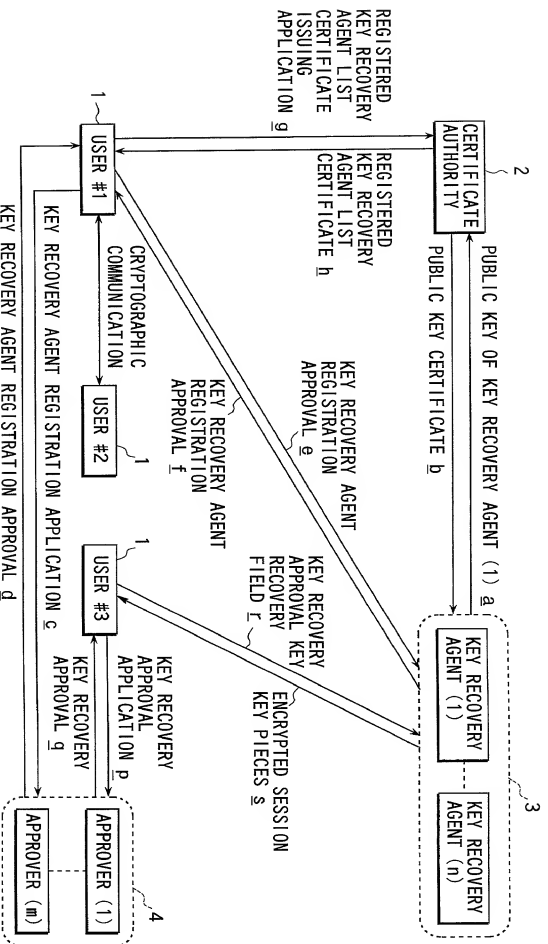 REGISTERED
KEY RECOVERY
AGENT LIST
CERTIFICATE
ISSUING
APPLICATION g
1
USER #1
CERTIFICATE
AUTHORITY
2
REGISTERED
KEY RECOVERY
AGENT LIST
CERTIFICATE h
PUBLIC KEY OF KEY RECOVERY AGENT (1) a
PUBLIC KEY CERTIFICATE b
CRYPTOGRAPHIC
COMMUNICATION
KEY RECOVERY AGENT
REGISTRATION
APPROVAL e
KEY RECOVERY AGENT
REGISTRATION
APPROVAL f
KEY RECOVERY AGENT REGISTRATION APPLICATION c
KEY RECOVERY AGENT REGISTRATION APPROVAL d
USER #2
1
USER #3
1
KEY RECOVERY
APPROVAL KEY
RECOVERY
FIELD r
ENCRYPTED SESSION
KEY PIECES s
KEY RECOVERY
APPROVAL
APPLICATION p
KEY RECOVERY
APPROVAL q
KEY RECOVERY
AGENT (1)
KEY RECOVERY
AGENT (n)
3
APPROVER (1)
APPROVER (m)
4